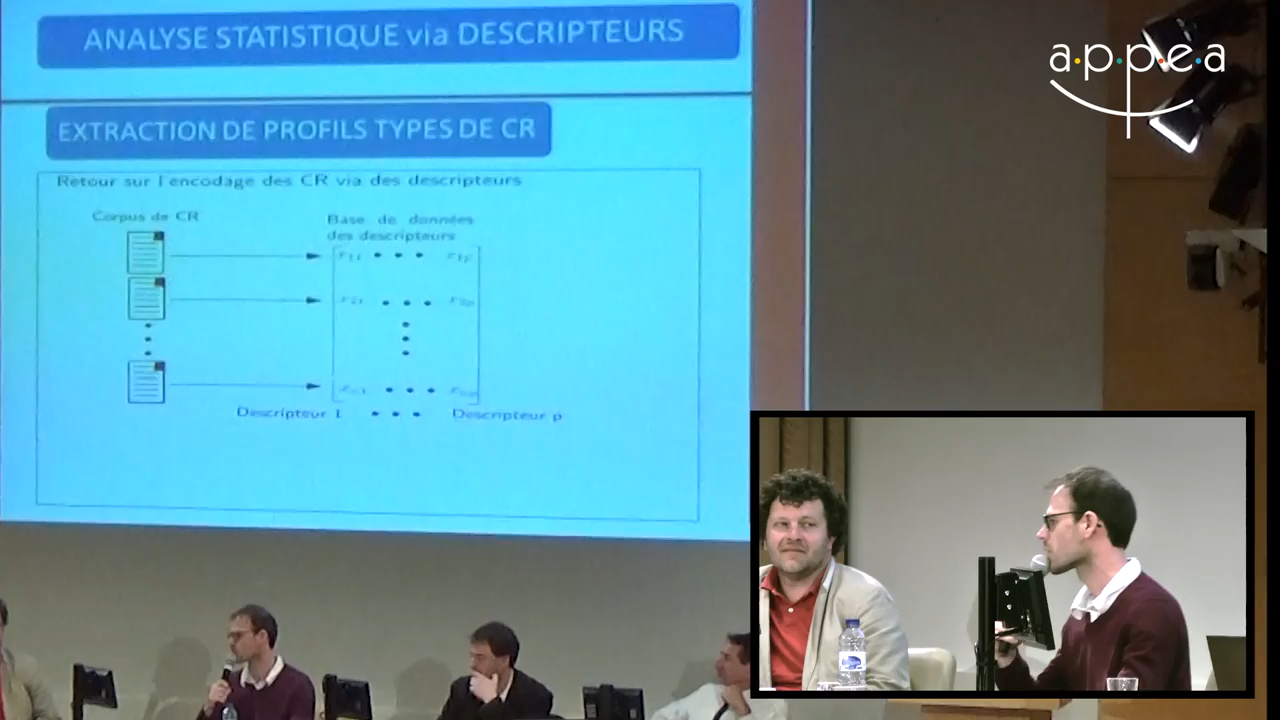 ANALYSE STATISTIQUE via DESCRIPTEURS
a·p·p·e·a
EXTRACTION DE PROFILS TYPES DE CR
Retour sur l'encodage des CR via des descripteurs
Corpus de CR
Base de données
des descripteurs
Descripteur 1 • • • Descripteur p